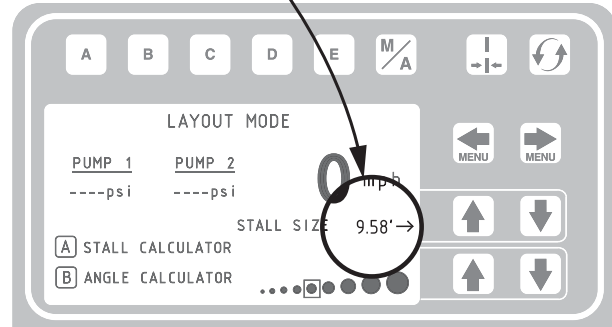 A B C D E M/A
LAYOUT MODE
PUMP 1 PUMP 2 0 mph
----psi ----psi
MENU MENU
STALL SIZE 9.58'→
A STALL CALCULATOR
B ANGLE CALCULATOR